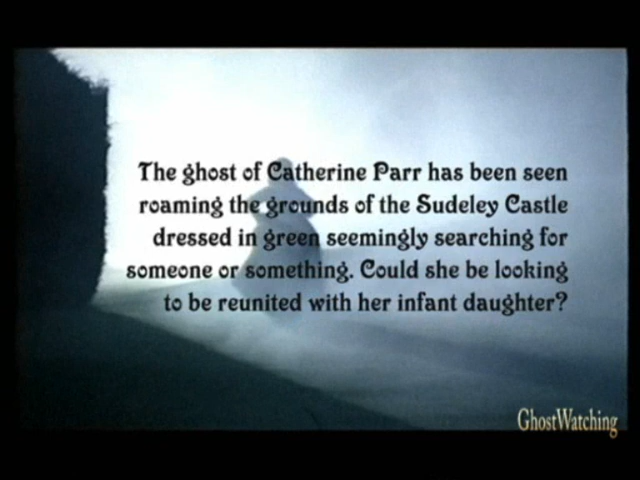 The ghost of Catherine Parr has been seen
roaming the grounds of the Sudeley Castle
dressed in green seemingly searching for
someone or something. Could she be looking
to be reunited with her infant daughter?
GhostWatching